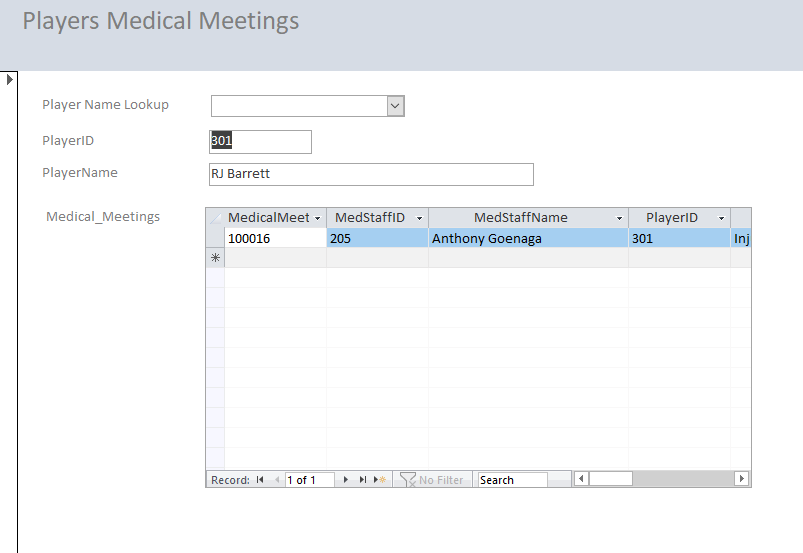 Players Medical Meetings
Player Name Lookup
PlayerID 301
PlayerName RJ Barrett
Medical_Meetings
MedicalMeet MedStaffID MedStaffName PlayerID
100016 205 Anthony Goenaga 301 Inj
Record: 1 of 1 No Filter Search